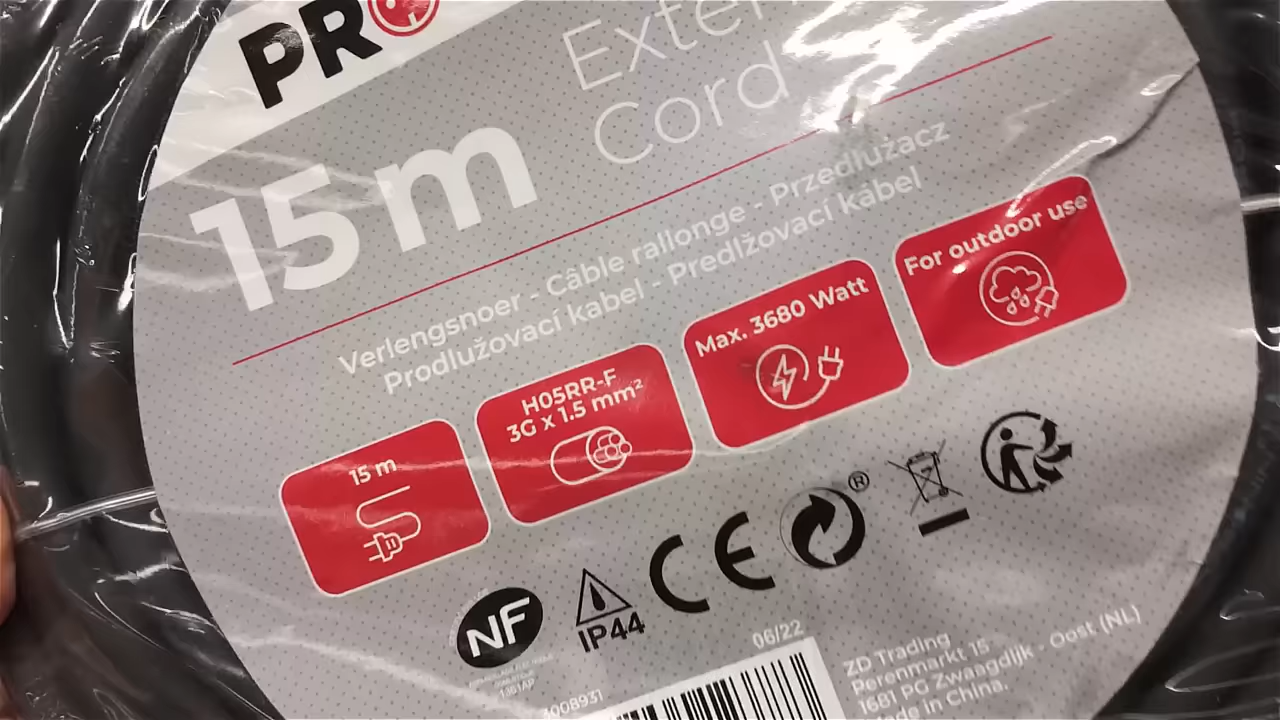 PRO
15 m
Cord
Verlengsnoer - Câble rallonge - Przedłużacz
Prodlužovací kabel - Predlžovací kábel
15 m
H05RR-F
3G x 1.5 mm²
Max. 3680 Watt
For outdoor use
NF
1361AP
IP44
CE
®
06/22
3008931
ZD Trading
Perenmarkt 15
1681 PG Zwaagdijk - Oost (NL)
Made in China.